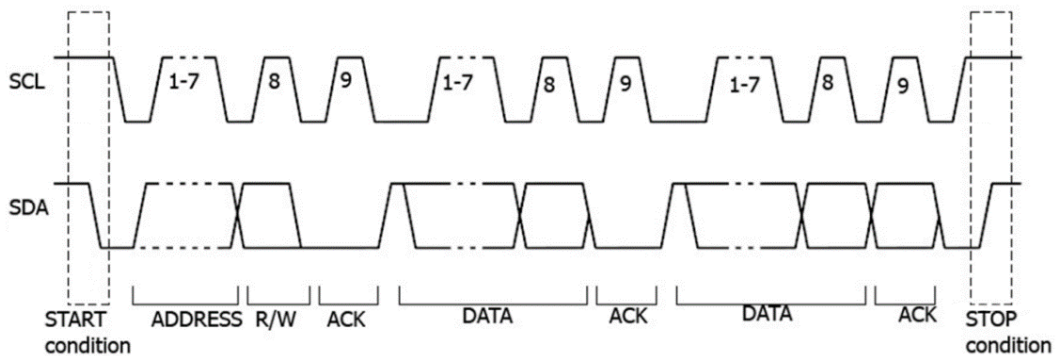 SCL
1-7
8
9
1-7
8
9
1-7
8
9
SDA
START
condition
ADDRESS
R/W
ACK
DATA
ACK
DATA
ACK
STOP
condition